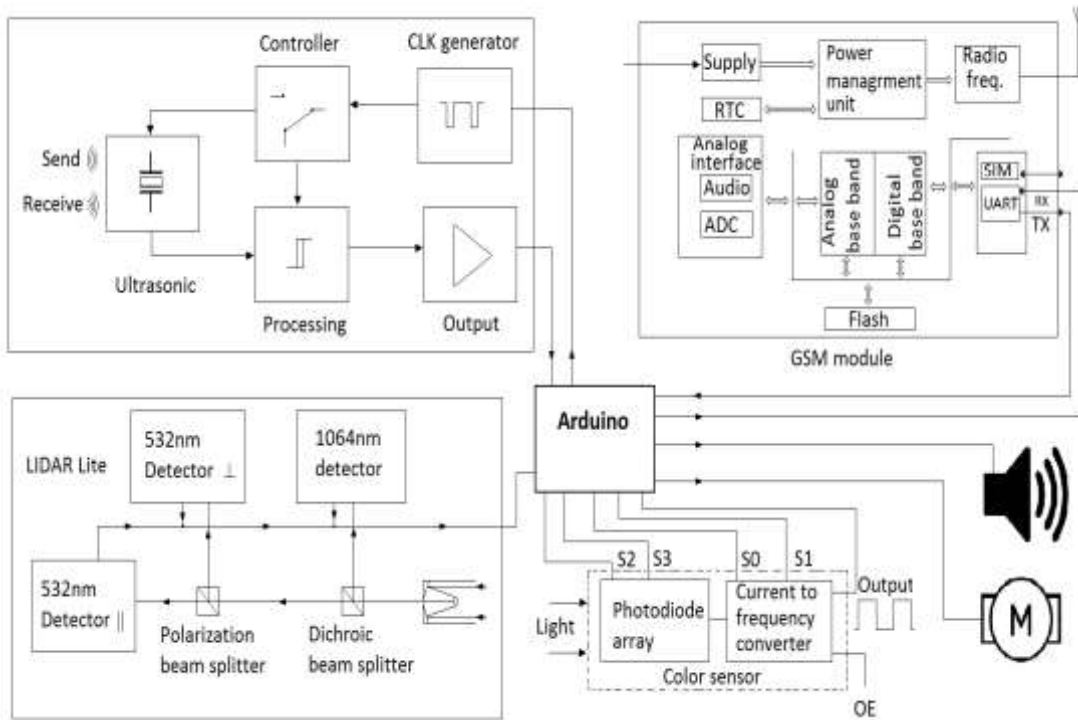 Controller
CLK generator
Send
Receive
Ultrasonic
Processing
Output
Supply
Power
managrment
unit
Radio
freq.
RTC
Analog
interface
Audio
ADC
Analog
base band
Digital
base band
SIM
UART
RX
TX
Flash
GSM module
Arduino
LIDAR Lite
532nm
Detector ⊥
1064nm
detector
532nm
Detector ||
Polarization
beam splitter
Dichroic
beam splitter
S2
S3
S0
S1
Light
Photodiode
array
Current to
frequency
converter
Output
Color sensor
OE
M